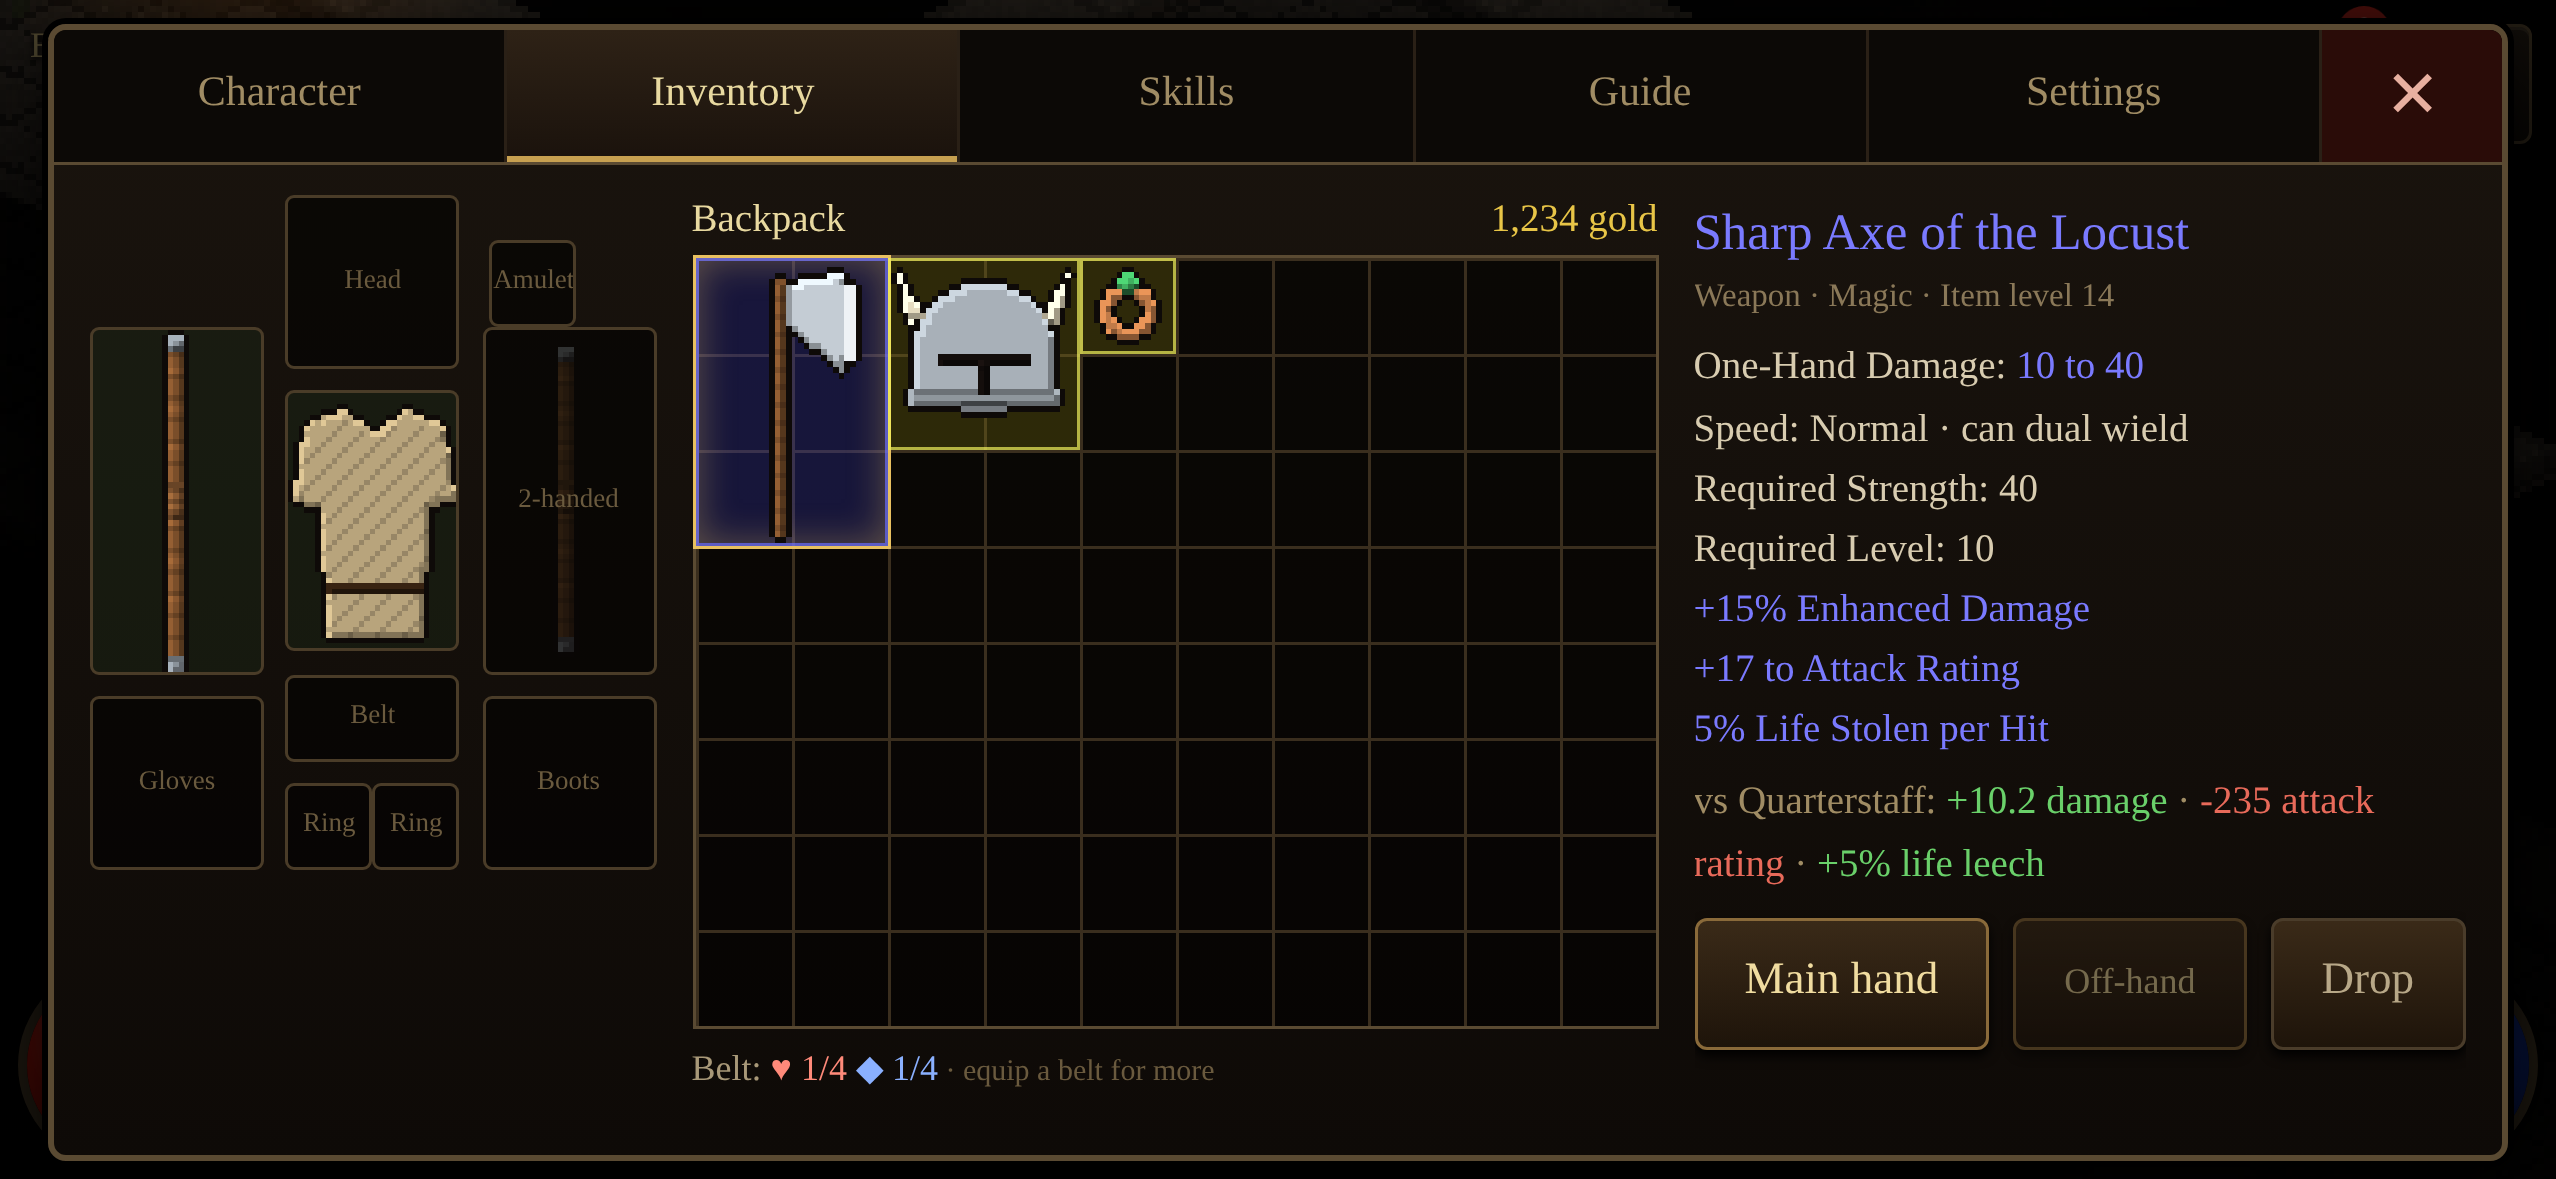 Character Inventory Skills Guide Settings ✕
Head
Amulet
2-handed
Belt
Gloves
Boots
Ring Ring
Backpack 1,234 gold
Belt: ♥ 1/4 ◆ 1/4 · equip a belt for more
Sharp Axe of the Locust
Weapon · Magic · Item level 14
One-Hand Damage: 10 to 40
Speed: Normal · can dual wield
Required Strength: 40
Required Level: 10
+15% Enhanced Damage
+17 to Attack Rating
5% Life Stolen per Hit
vs Quarterstaff: +10.2 damage · -235 attack
rating · +5% life leech
Main hand Off-hand Drop